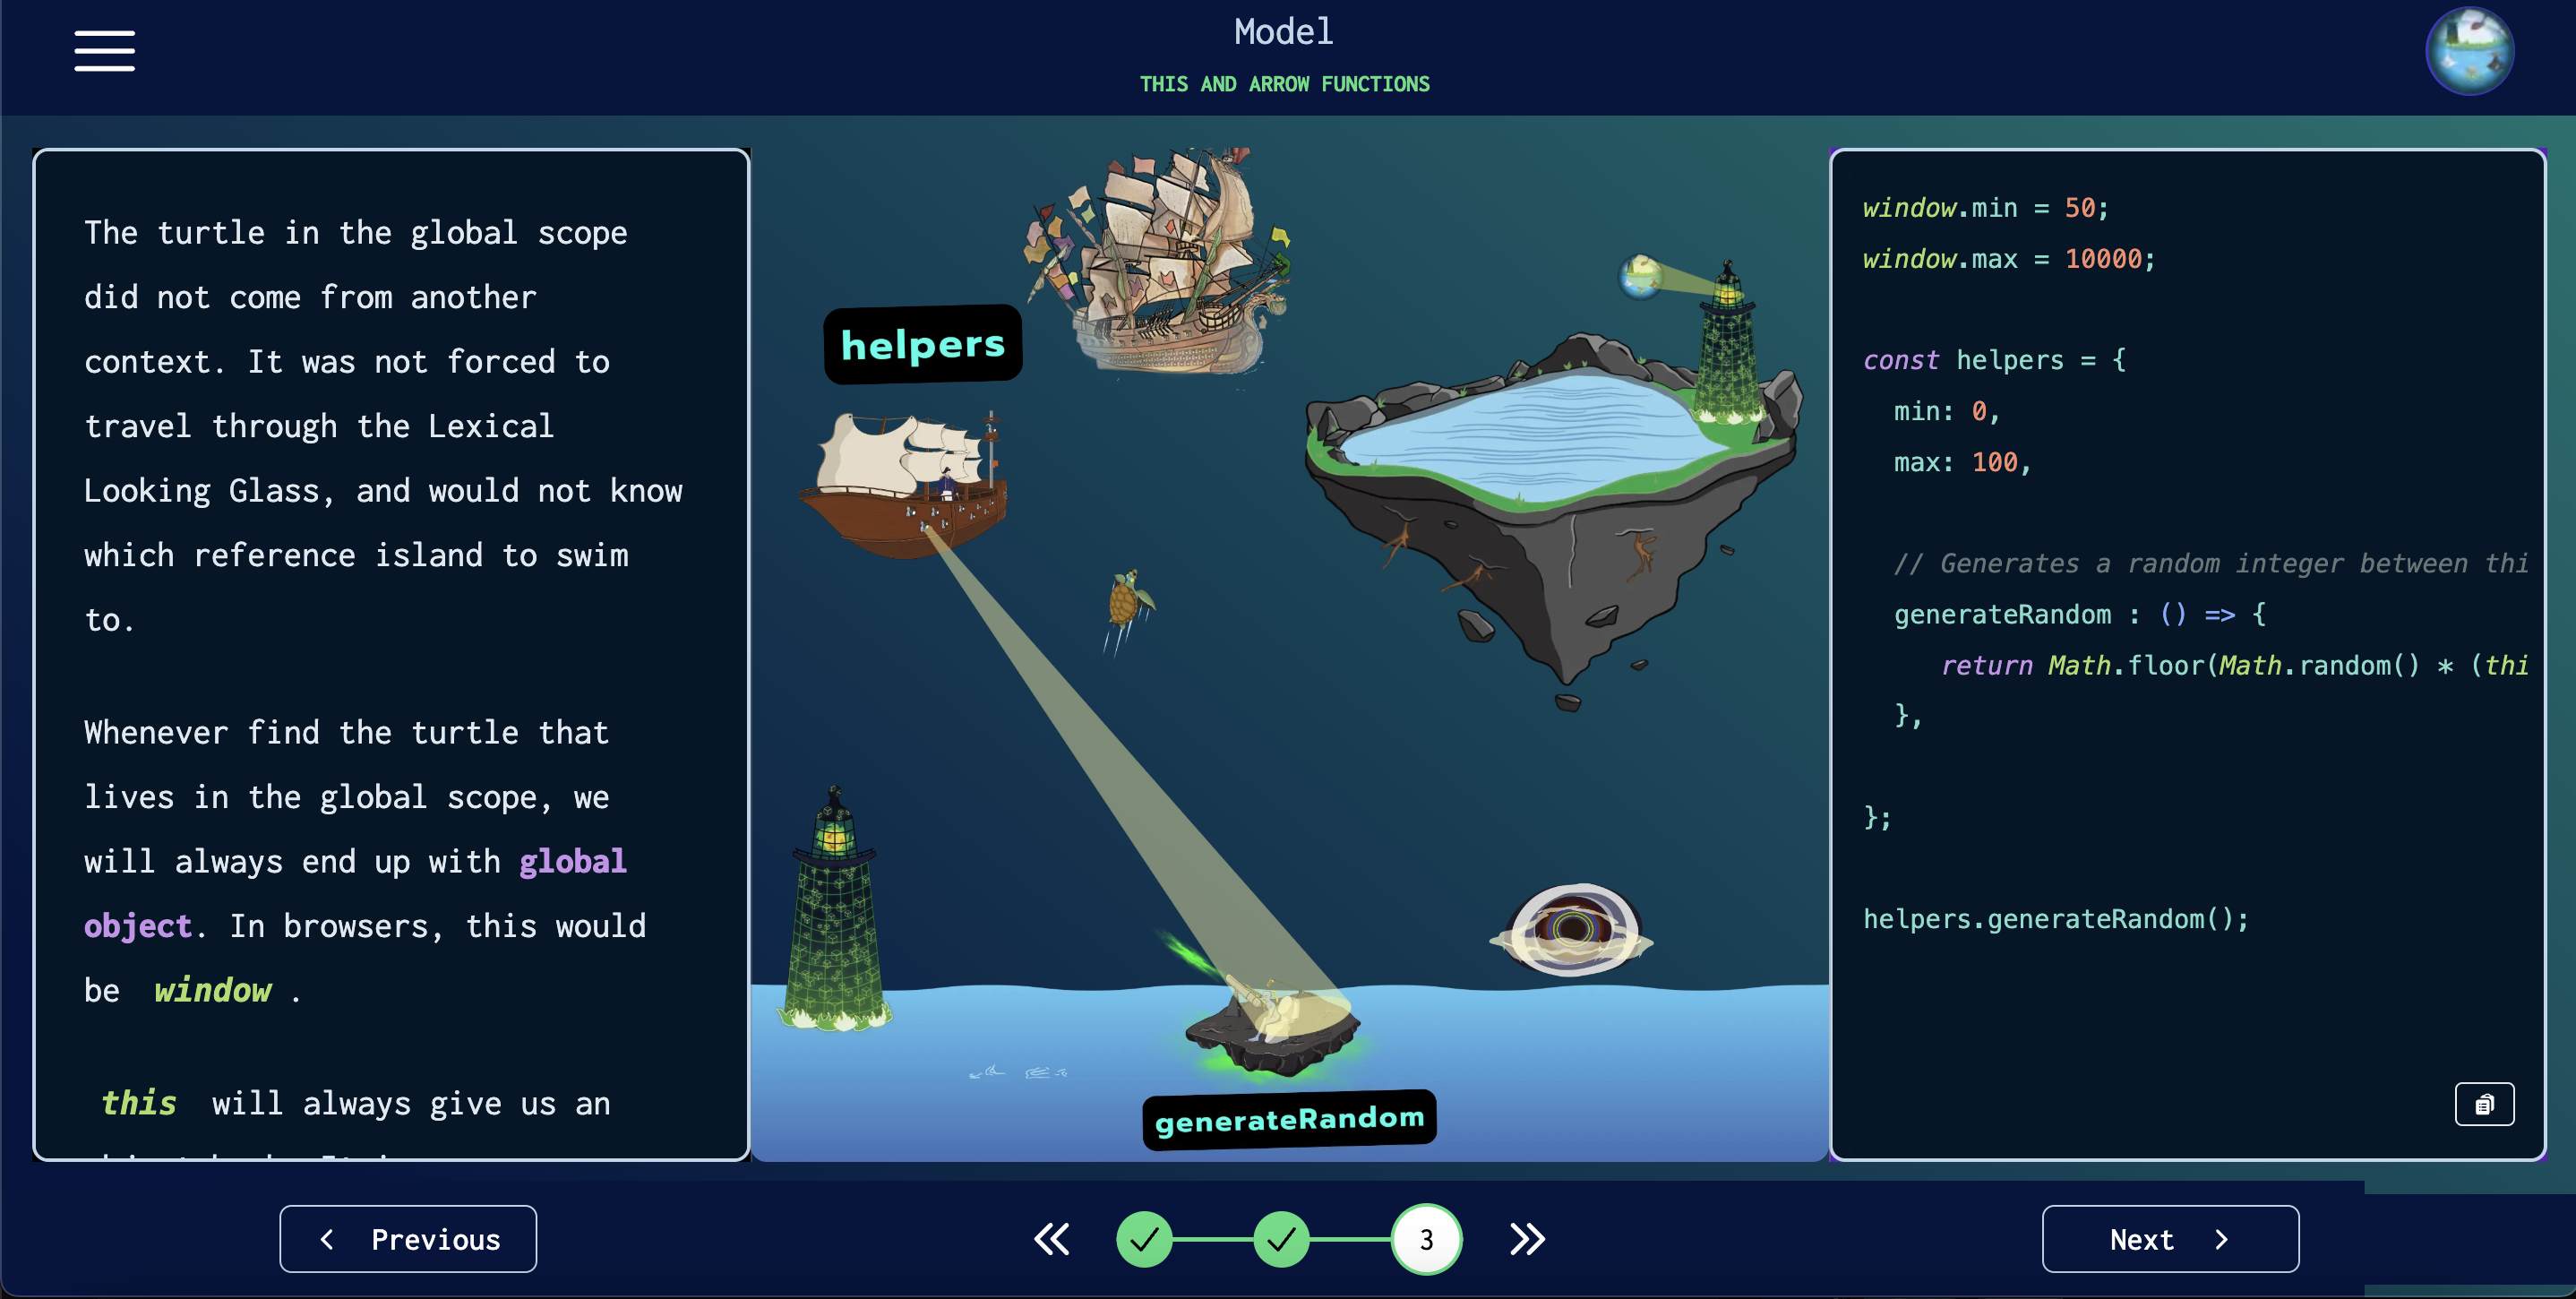 Model
THIS AND ARROW FUNCTIONS
The turtle in the global scope
did not come from another
context. It was not forced to
travel through the Lexical
Looking Glass, and would not know
which reference island to swim
to.
Whenever find the turtle that
lives in the global scope, we
will always end up with global
object. In browsers, this would
be window .
this will always give us an
helpers
generateRandom
window.min = 50;
window.max = 10000;
const helpers = {
min: 0,
max: 100,
// Generates a random integer between thi
generateRandom : () => {
return Math.floor(Math.random() * (thi
},
};
helpers.generateRandom();
Previous
3
Next